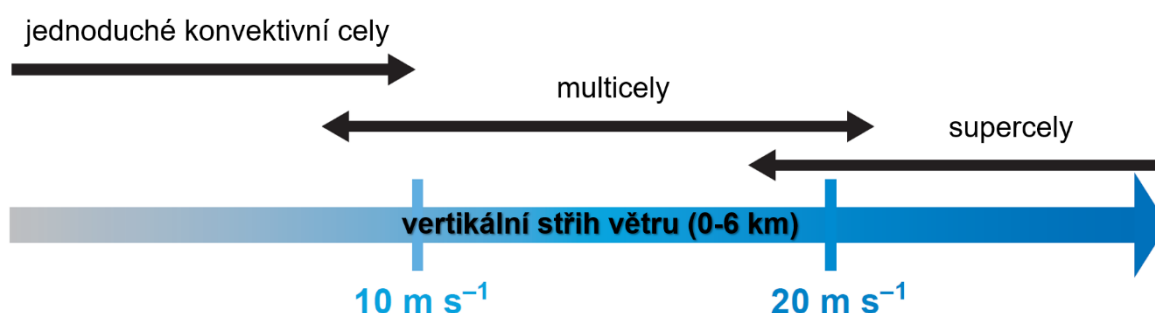 jednoduché konvektivní cely
multicely
supercely
vertikální střih větru (0-6 km)
10 m s⁻¹
20 m s⁻¹